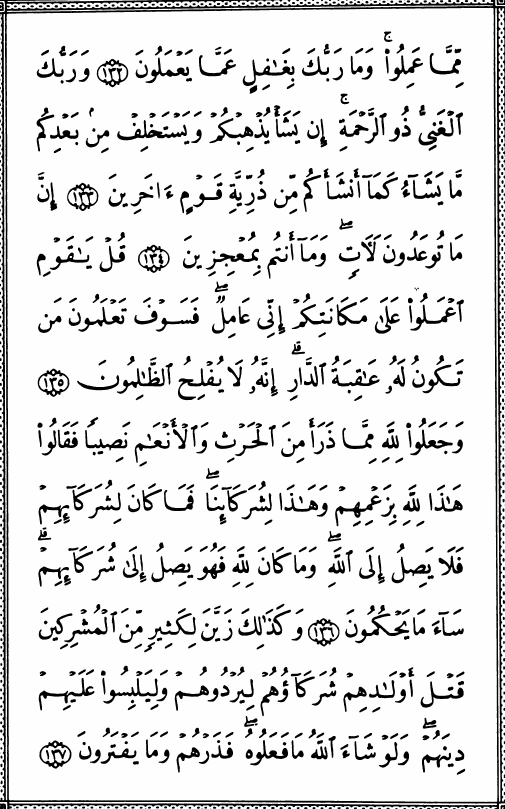 مِّمَّا عَمِلُوا۟ ۚ وَمَا رَبُّكَ بِغَـٰفِلٍ عَمَّا يَعْمَلُونَ ١٣٢ وَرَبُّكَ
ٱلْغَنِىُّ ذُو ٱلرَّحْمَةِ ۚ إِن يَشَأْ يُذْهِبْكُمْ وَيَسْتَخْلِفْ مِنۢ بَعْدِكُم
مَّا يَشَآءُ كَمَآ أَنشَأَكُم مِّن ذُرِّيَّةِ قَوْمٍ ءَاخَرِينَ ١٣٣ إِنَّ
مَا تُوعَدُونَ لَـَٔاتٍ ۖ وَمَآ أَنتُم بِمُعْجِزِينَ ١٣٤ قُلْ يَـٰقَوْمِ
ٱعْمَلُوا۟ عَلَىٰ مَكَانَتِكُمْ إِنِّى عَامِلٌ ۖ فَسَوْفَ تَعْلَمُونَ مَن
تَكُونُ لَهُۥ عَـٰقِبَةُ ٱلدَّارِ ۗ إِنَّهُۥ لَا يُفْلِحُ ٱلظَّـٰلِمُونَ ١٣٥
وَجَعَلُوا۟ لِلَّهِ مِمَّا ذَرَأَ مِنَ ٱلْحَرْثِ وَٱلْأَنْعَـٰمِ نَصِيبًا فَقَالُوا۟
هَـٰذَا لِلَّهِ بِزَعْمِهِمْ وَهَـٰذَا لِشُرَكَآئِنَا ۖ فَمَا كَانَ لِشُرَكَآئِهِمْ
فَلَا يَصِلُ إِلَى ٱللَّهِ ۖ وَمَا كَانَ لِلَّهِ فَهُوَ يَصِلُ إِلَىٰ شُرَكَآئِهِمْ ۗ
سَآءَ مَا يَحْكُمُونَ ١٣٦ وَكَذَٰلِكَ زَيَّنَ لِكَثِيرٍ مِّنَ ٱلْمُشْرِكِينَ
قَتْلَ أَوْلَـٰدِهِمْ شُرَكَآؤُهُمْ لِيُرْدُوهُمْ وَلِيَلْبِسُوا۟ عَلَيْهِمْ
دِينَهُمْ ۖ وَلَوْ شَآءَ ٱللَّهُ مَا فَعَلُوهُ ۖ فَذَرْهُمْ وَمَا يَفْتَرُونَ ١٣٧